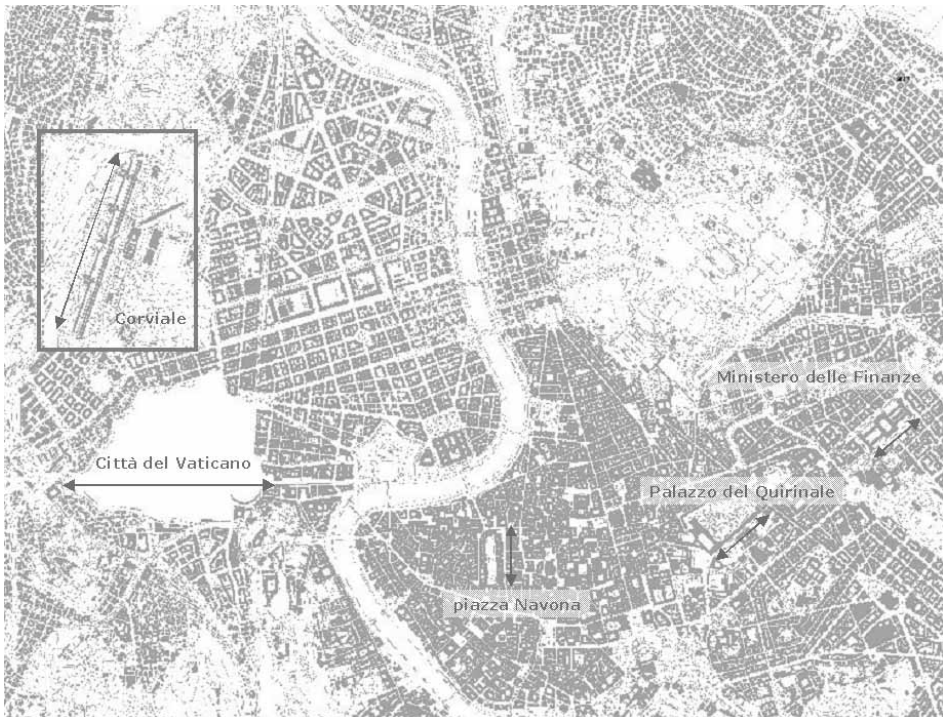 Corviale
Ministero delle Finanze
Città del Vaticano
Palazzo del Quirinale
piazza Navona